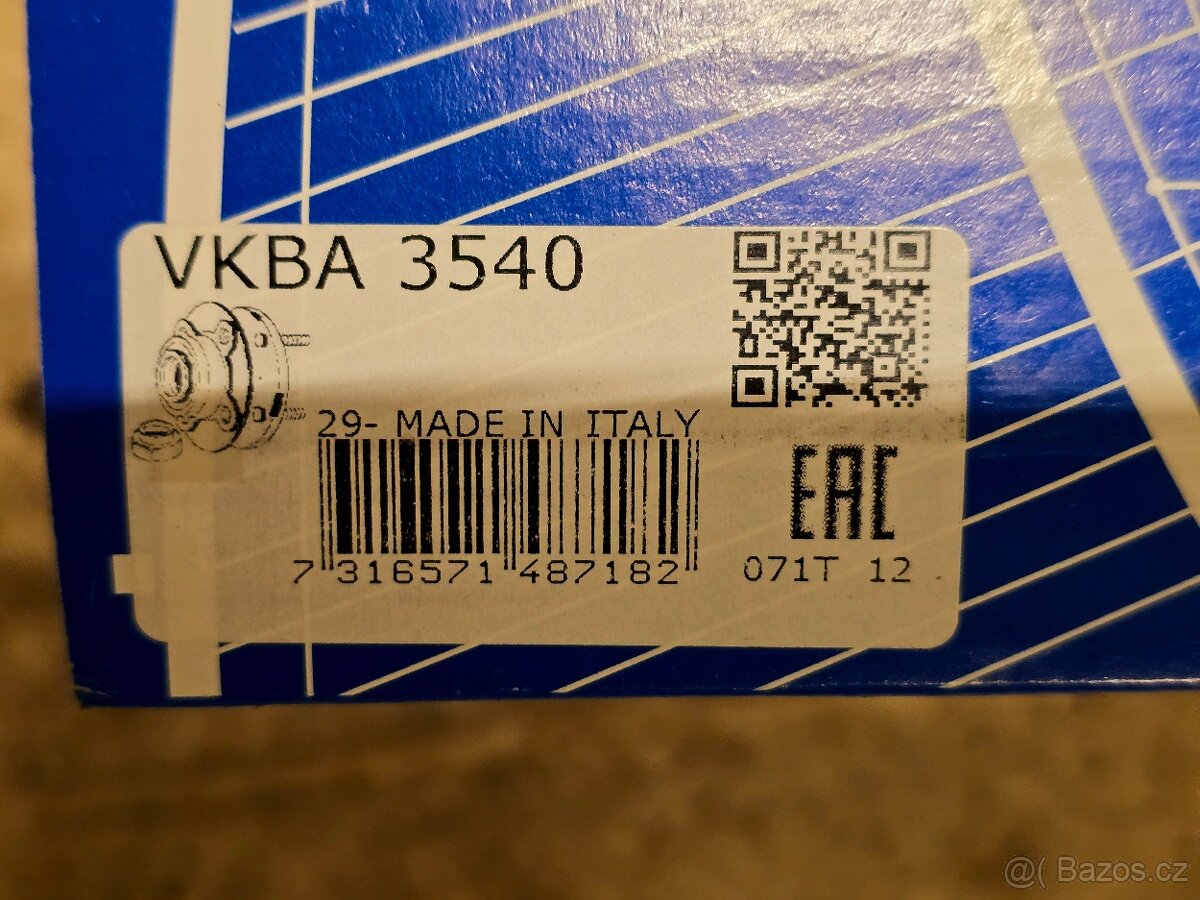 VKBA 3540
29- MADE IN ITALY
7 316571 487182
EAC
071T 12
@( Bazos.cz